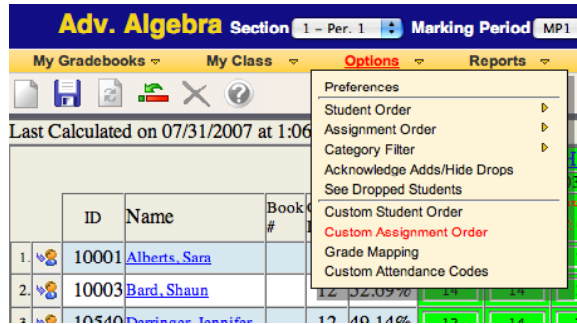 Adv. Algebra Section 1 - Per. 1 Marking Period MP1
My Gradebooks My Class Options Reports
Preferences
Student Order
Assignment Order
Category Filter
Acknowledge Adds/Hide Drops
See Dropped Students
Custom Student Order
Custom Assignment Order
Grade Mapping
Custom Attendance Codes
Last Calculated on 07/31/2007 at 1:06
ID Name Book #
1. 10001 Alberts, Sara
2. 10003 Bard, Shaun 12 52.69% 14 14
3. 10540 Derringer, Jennifer 12 49.14% 13 14